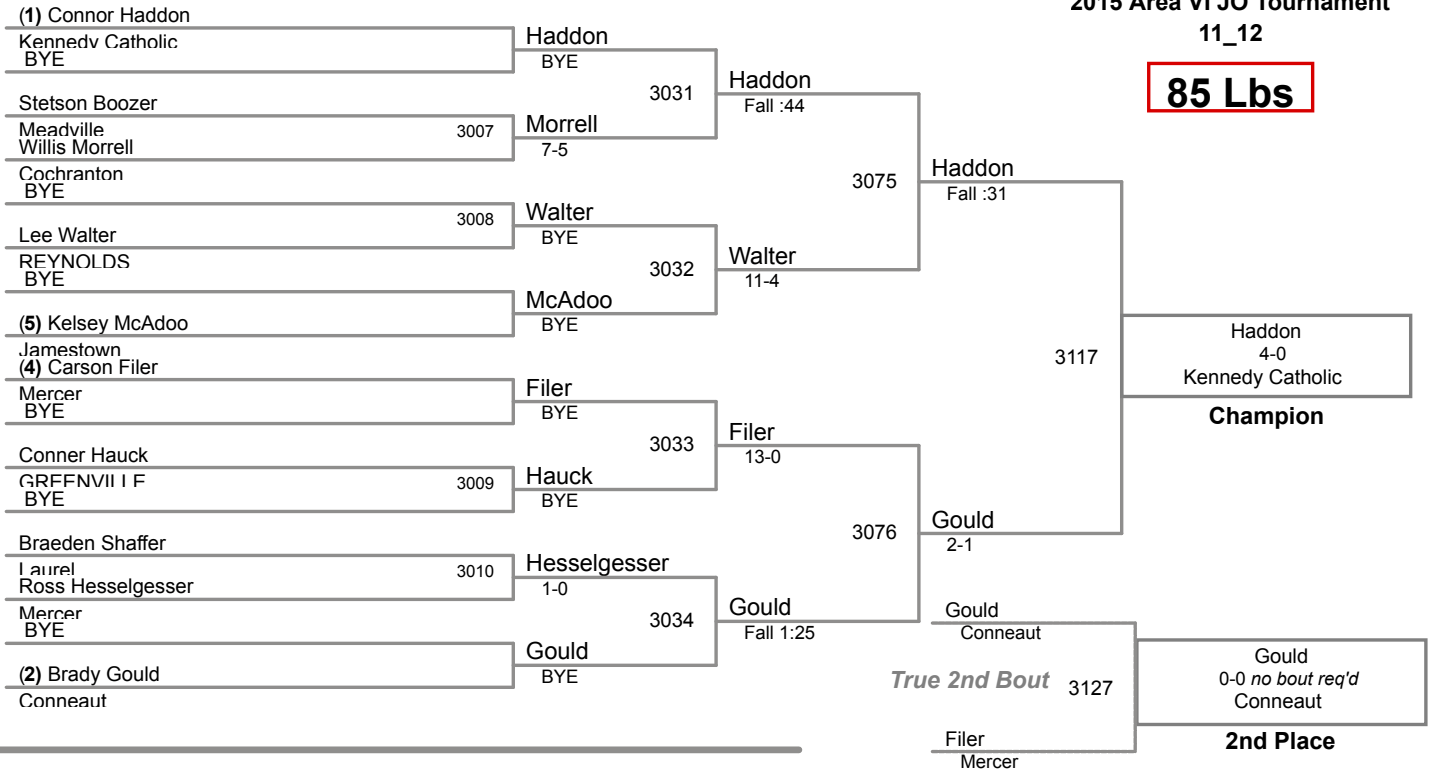 2015 Area VI JO Tournament
11_12
85 Lbs
(1) Connor Haddon
Kennedy Catholic
BYE
Stetson Boozer
Meadville
Willis Morrell
Cochranton
BYE
Lee Walter
REYNOLDS
BYE
(5) Kelsey McAdoo
Jamestown
(4) Carson Filer
Mercer
BYE
Conner Hauck
GREENVILLE
BYE
Braeden Shaffer
Laurel
Ross Hesselgesser
Mercer
BYE
(2) Brady Gould
Conneaut
3007
3008
3009
3010
Haddon
BYE
Morrell
7-5
Walter
BYE
McAdoo
BYE
Filer
BYE
Hauck
BYE
Hesselgesser
1-0
Gould
BYE
3031
3032
3033
3034
Haddon
Fall :44
Walter
11-4
Filer
13-0
Gould
Fall 1:25
3075
3076
Haddon
Fall :31
Gould
2-1
3117
Haddon
4-0
Kennedy Catholic
Champion
Gould
Conneaut
True 2nd Bout 3127
Filer
Mercer
Gould
0-0 no bout req'd
Conneaut
2nd Place